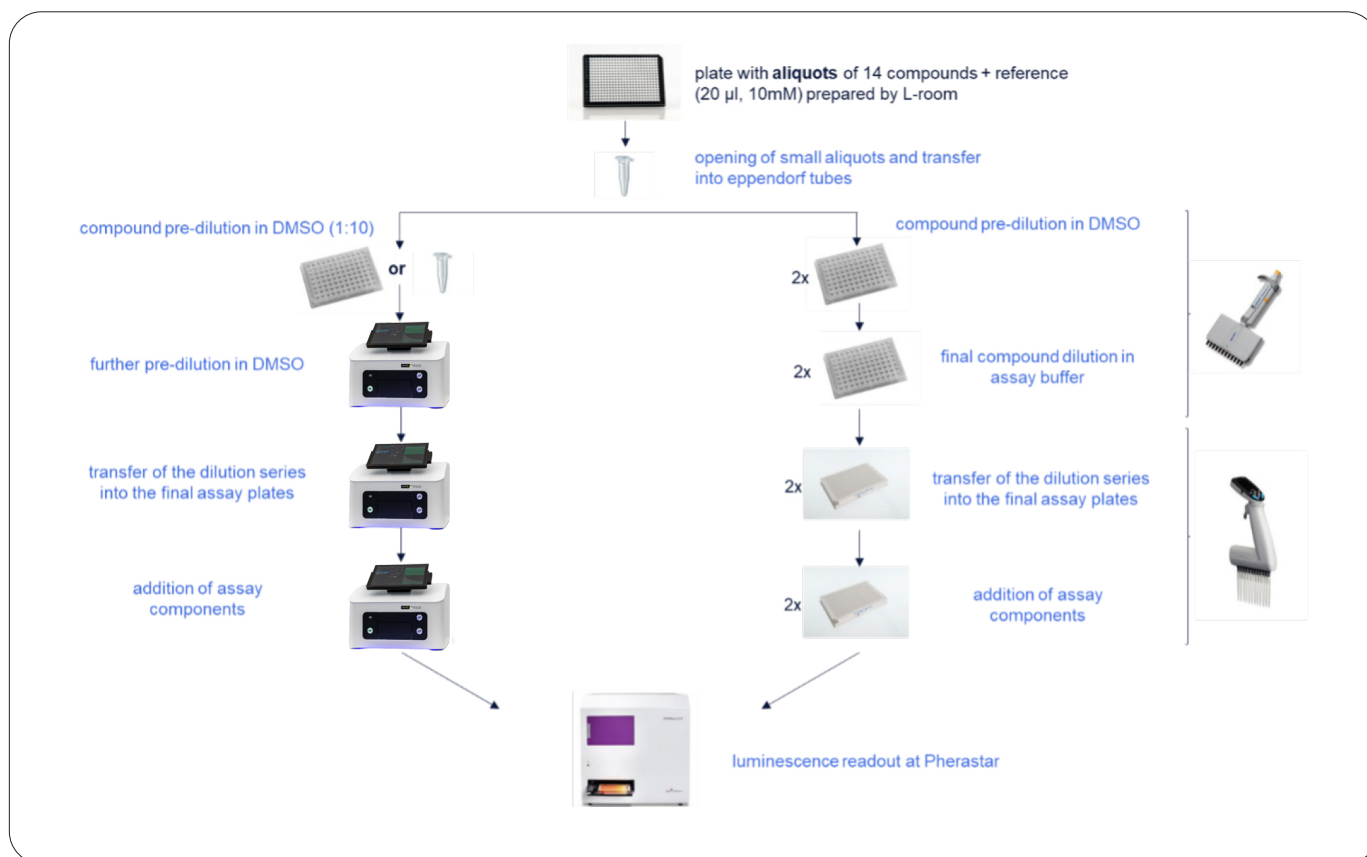 plate with aliquots of 14 compounds + reference
(20 µl, 10mM) prepared by L-room
opening of small aliquots and transfer
into eppendorf tubes
compound pre-dilution in DMSO (1:10)
compound pre-dilution in DMSO
or
2x
further pre-dilution in DMSO
2x
final compound dilution in
assay buffer
transfer of the dilution series
into the final assay plates
2x
transfer of the dilution series
into the final assay plates
addition of assay
components
2x
addition of assay
components
luminescence readout at Pherastar